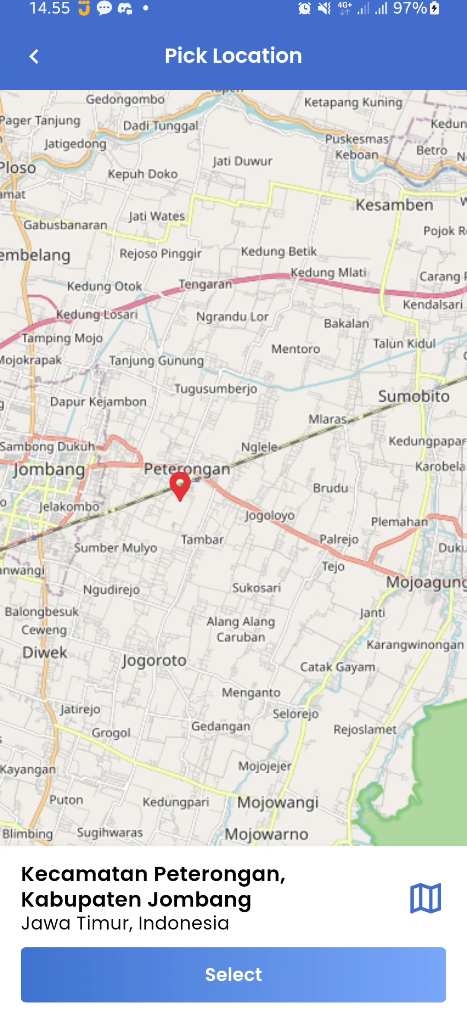 14.55
4G+
97%
Pick Location
Gedongombo
Ketapang Kuning
Pager Tanjung
Dadi Tunggal
Jatigedong
Puskesmas
Keboan
Betro
Ploso
Kepuh Doko
Jati Duwur
Kesamben
Jati Wates
Gabusbanaran
embelang
Rejoso Pinggir
Kedung Betik
Pojok R
Kedung Mlati
Carang
Kedung Otok
Tengaran
Kendalsari
Kedung Losari
Ngrandu Lor
Bakalan
Tamping Mojo
Talun Kidul
Mojokrapak
Tanjung Gunung
Mentoro
Tugusumberjo
Sumobito
Dapur Kejambon
Mlaras
Sambong Dukuh
Nglele
Kedungpapar
Jombang
Peterongan
Karobela
Jelakombo
Brudu
Jogoloyo
Plemahan
Sumber Mulyo
Tambar
Palrejo
Duku
nwangi
Tejo
Mojoagung
Ngudirejo
Sukosari
Balongbesuk
Janti
Ceweng
Alang Alang
Caruban
Diwek
Jogoroto
Karangwinongan
Catak Gayam
Menganto
Jatirejo
Selorejo
Grogol
Gedangan
Rejoslamet
Kayangan
Mojojejer
Puton
Kedungpari
Mojowangi
Blimbing
Sugihwaras
Mojowarno
Kecamatan Peterongan,
Kabupaten Jombang
Jawa Timur, Indonesia
Select